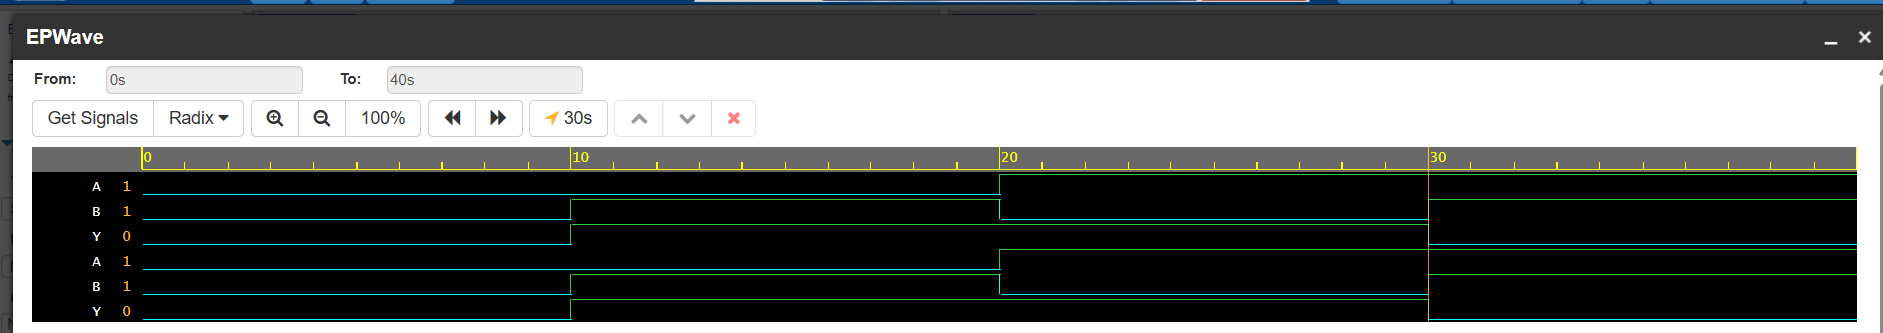 EPWave
From: 0s To: 40s
Get Signals Radix 100% 30s
0 10 20 30
A 1
B 1
Y 0
A 1
B 1
Y 0